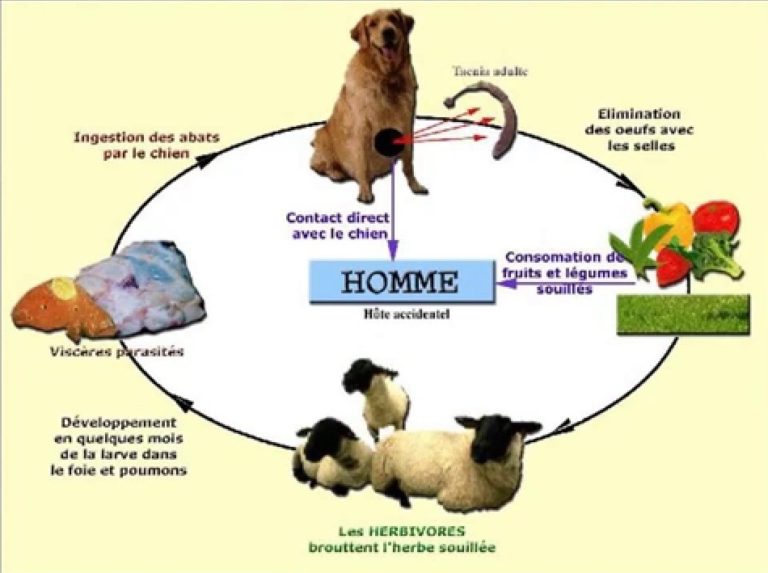 Taenia adulte
Elimination
des oeufs avec
les selles
Ingestion des abats
par le chien
Contact direct
avec le chien
Consomation de
fruits et légumes
souillés
HOMME
Hôte accidentel
Viscères parasités
Développement
en quelques mois
de la larve dans
le foie et poumons
Les HERBIVORES
brouttent l'herbe souillée